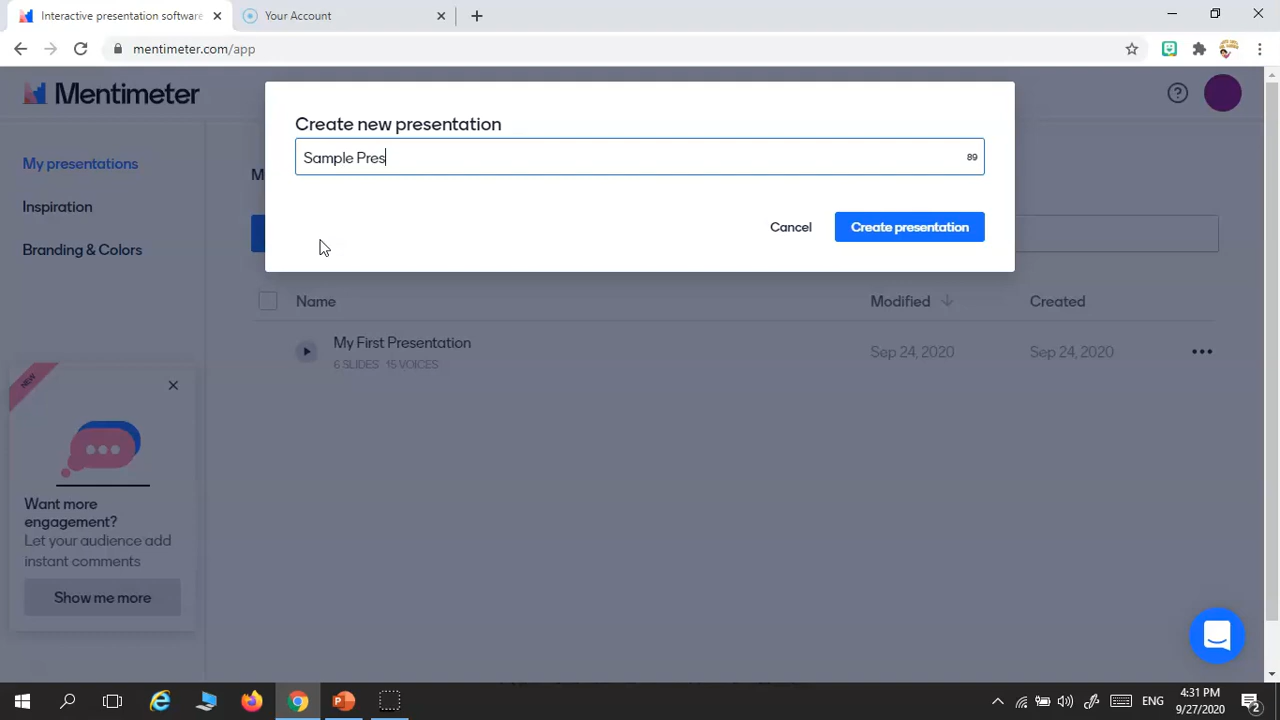 Interactive presentation software
Your Account
mentimeter.com/app
Mentimeter
Create new presentation
Sample Pres
89
Cancel
Create presentation
My presentations
Inspiration
Branding & Colors
M
Name
Modified
Created
My First Presentation
6 SLIDES 15 VOICES
Sep 24, 2020
Sep 24, 2020
NEW
Want more
engagement?
Let your audience add
instant comments
Show me more
ENG
4:31 PM
9/27/2020
2